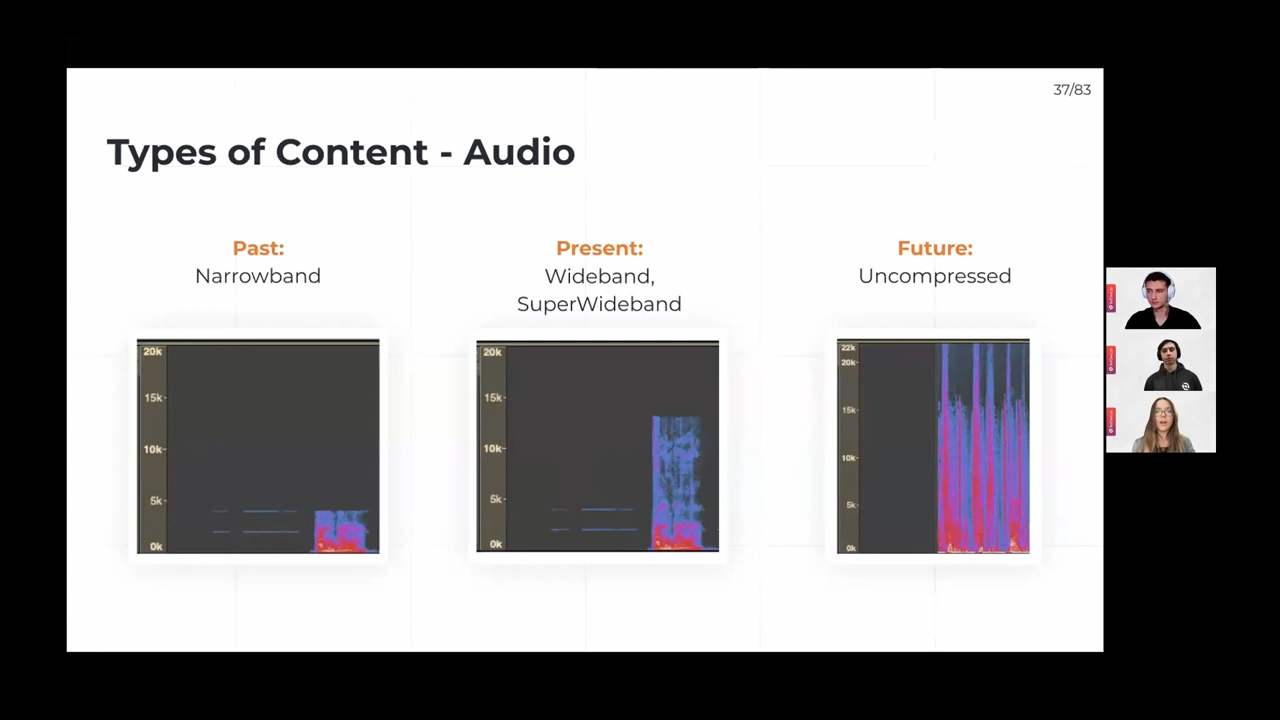 37/83
Types of Content - Audio
Past:
Narrowband
Present:
Wideband,
SuperWideband
Future:
Uncompressed
20k
15k
10k
5k
0k
20k
15k
10k
5k
0k
22k
20k
15k
10k
5k
0k